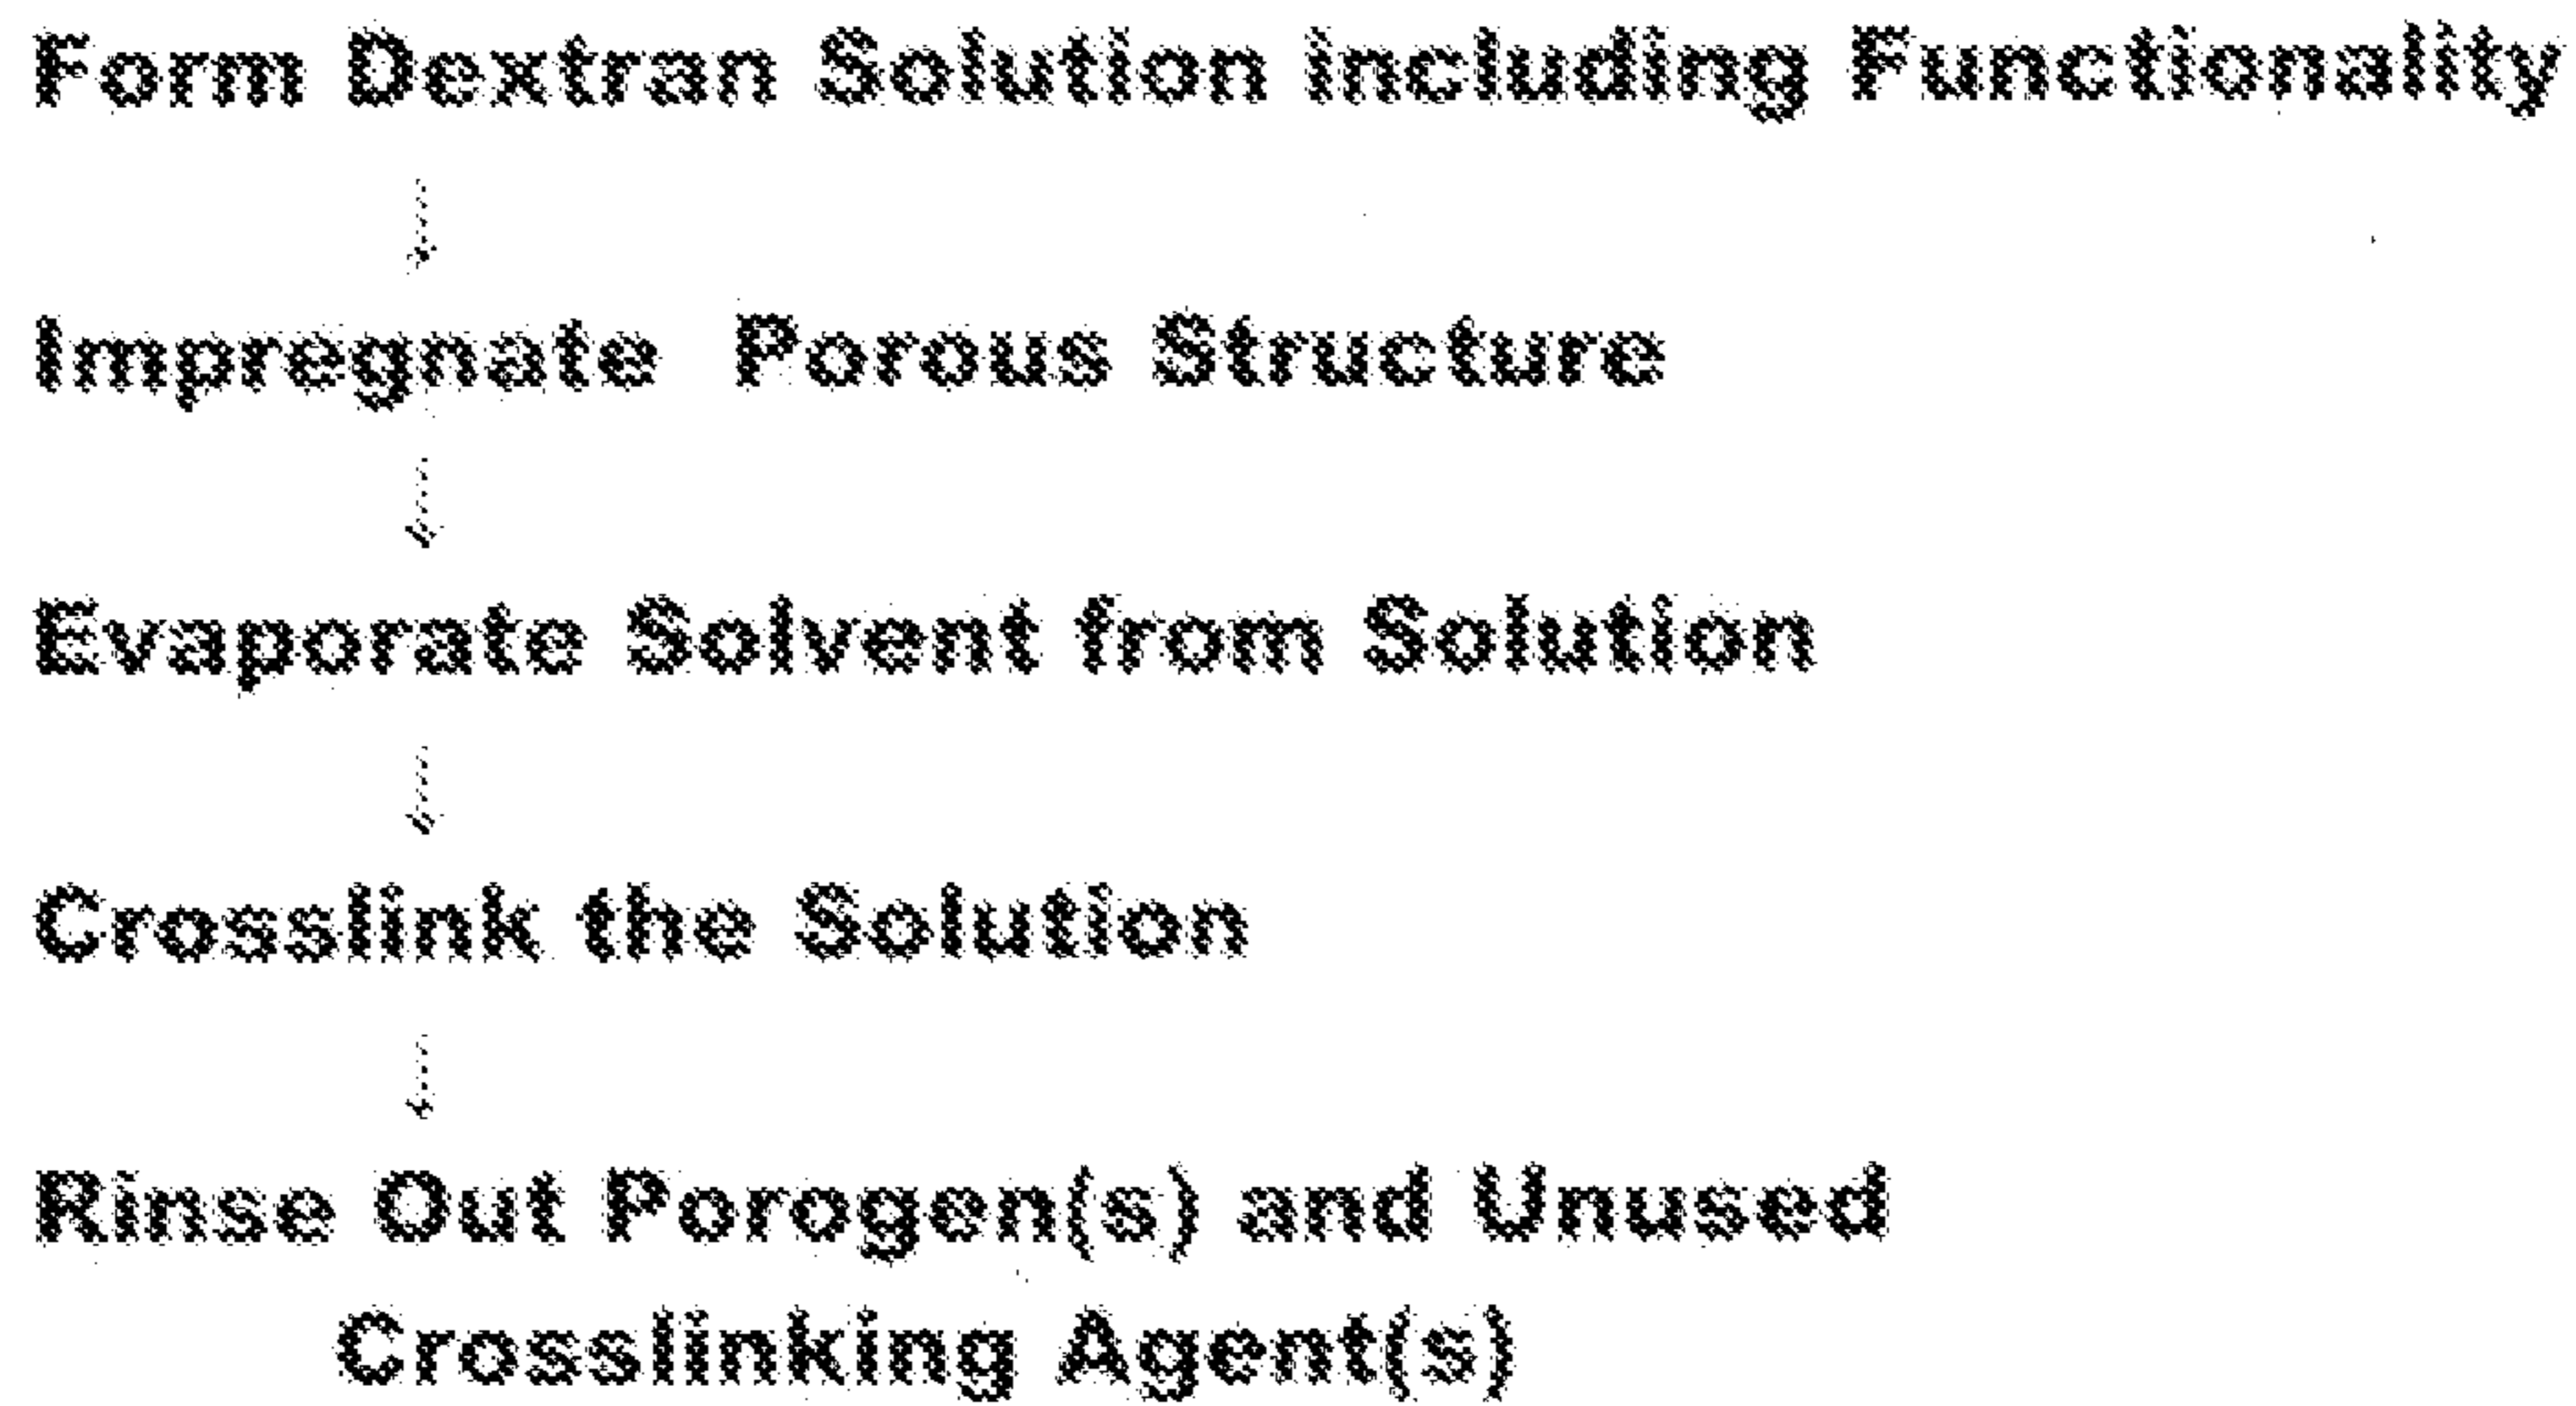 Form Dextran Solution including Functionality
Impregnate Porous Structure
Evaporate Solvent from Solution
Crosslink the Solution
Rinse Out Porogen(s) and Unused
Crosslinking Agent(s)